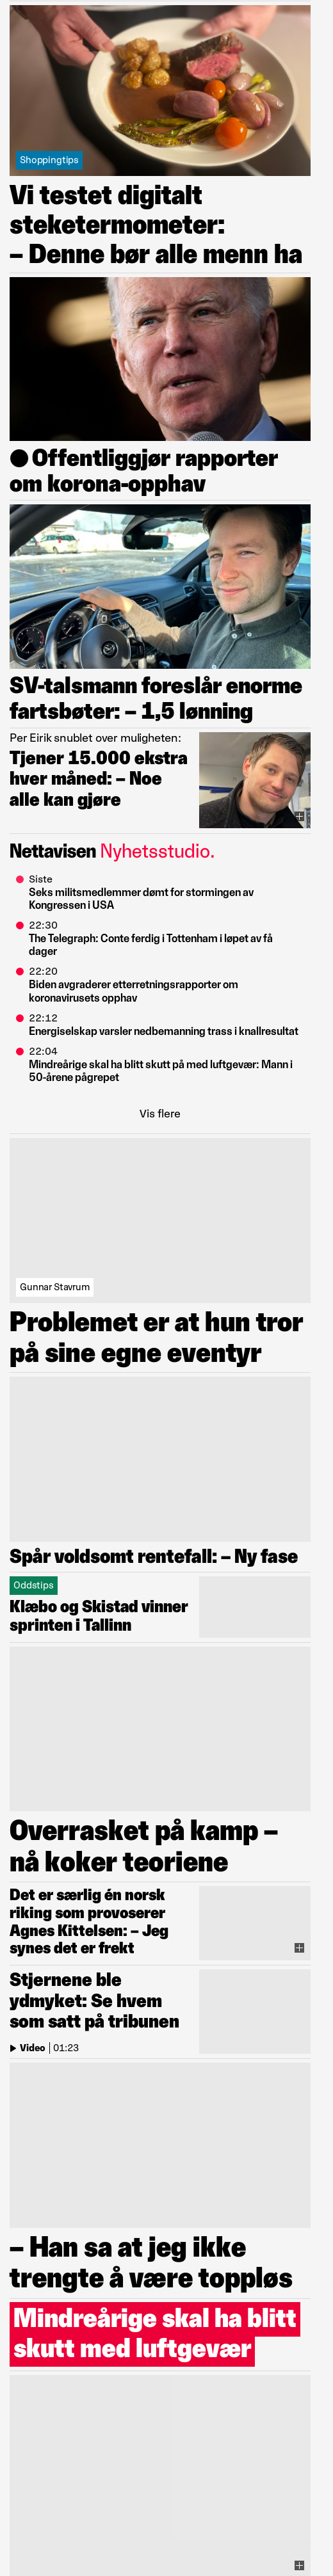 Shoppingtips
Vi testet digitalt
steketermometer:
– Denne bør alle menn ha
Offentliggjør rapporter
om korona-opphav
SV-talsmann foreslår enorme
fartsbøter: – 1,5 lønning
Per Eirik snublet over muligheten:
Tjener 15.000 ekstra
hver måned: – Noe
alle kan gjøre
Nettavisen Nyhetsstudio.
Siste
Seks militsmedlemmer dømt for stormingen av
Kongressen i USA
22:30
The Telegraph: Conte ferdig i Tottenham i løpet av få
dager
22:20
Biden avgraderer etterretningsrapporter om
koronavirusets opphav
22:12
Energiselskap varsler nedbemanning trass i knallresultat
22:04
Mindreårige skal ha blitt skutt på med luftgevær: Mann i
50-årene pågrepet
Vis flere
Gunnar Stavrum
Problemet er at hun tror
på sine egne eventyr
Spår voldsomt rentefall: – Ny fase
Oddstips
Klæbo og Skistad vinner
sprinten i Tallinn
Overrasket på kamp –
nå koker teoriene
Det er særlig én norsk
riking som provoserer
Agnes Kittelsen: – Jeg
synes det er frekt
Stjernene ble
ydmyket: Se hvem
som satt på tribunen
Video | 01:23
– Han sa at jeg ikke
trengte å være toppløs
Mindreårige skal ha blitt
skutt med luftgevær